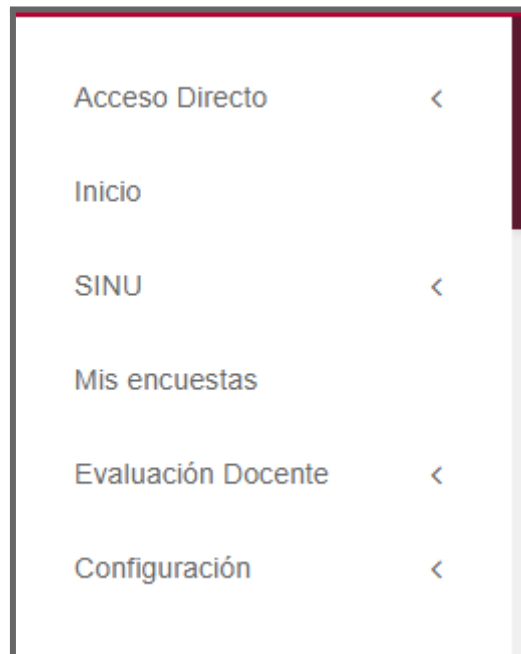 Acceso Directo
Inicio
SINU
Mis encuestas
Evaluación Docente
Configuración